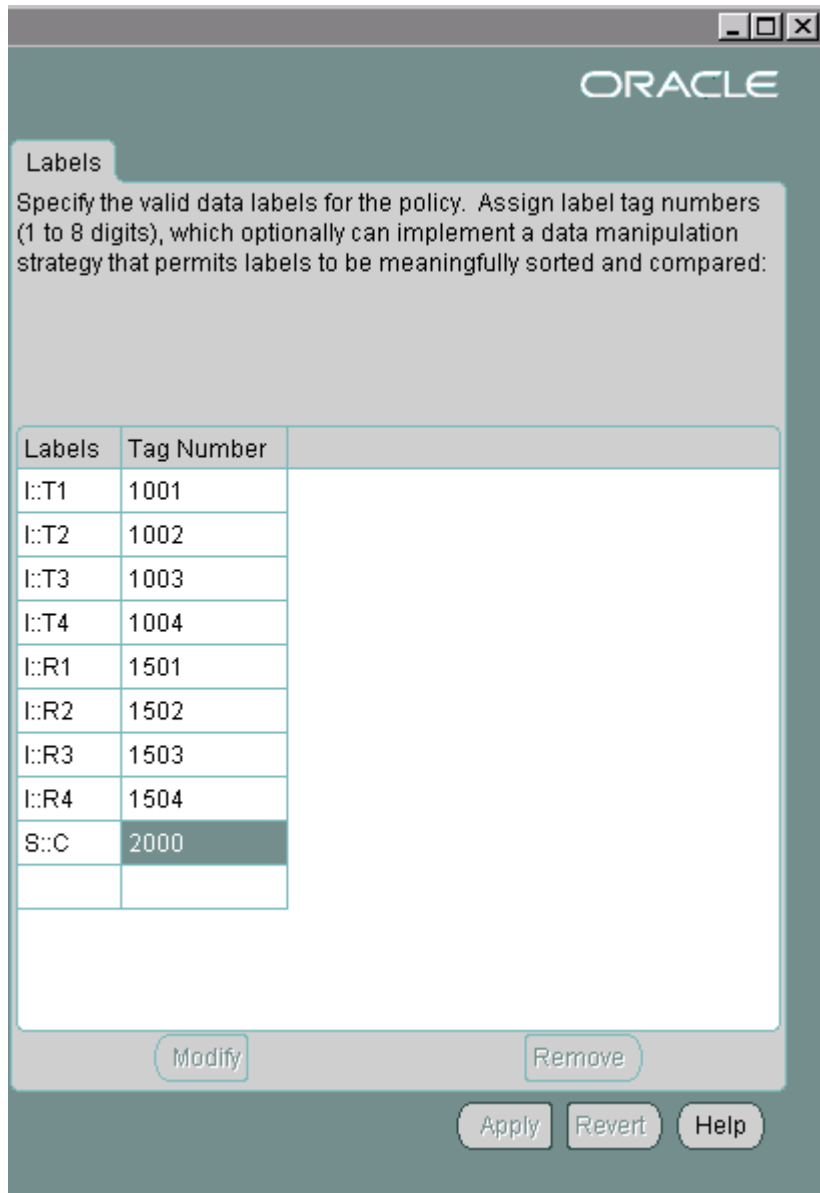 ORACLE
Labels
Specify the valid data labels for the policy.  Assign label tag numbers
(1 to 8 digits), which optionally can implement a data manipulation
strategy that permits labels to be meaningfully sorted and compared:
Labels Tag Number
I::T1 1001
I::T2 1002
I::T3 1003
I::T4 1004
I::R1 1501
I::R2 1502
I::R3 1503
I::R4 1504
S::C 2000
Modify Remove
Apply Revert Help